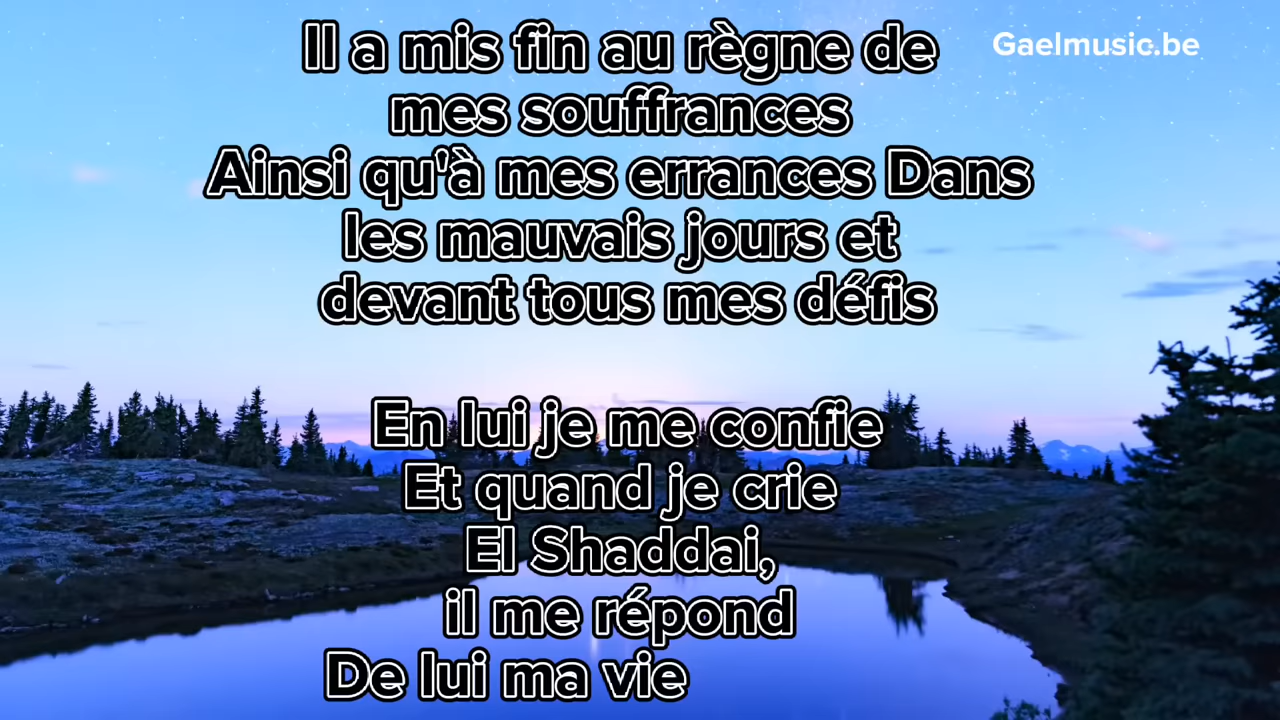 Il a mis fin au règne de
Gaelmusic.be
mes souffrances
Ainsi qu'à mes errances Dans
les mauvais jours et
devant tous mes défis
En lui je me confie
Et quand je crie
El Shaddai,
il me répond
De lui ma vie